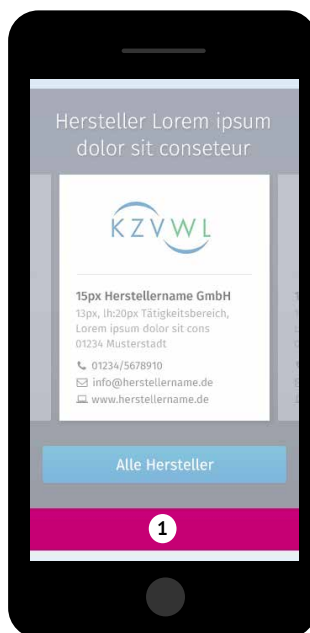 Hersteller Lorem ipsum
dolor sit conseteur
KZVWL
15px Herstellername GmbH
13px, lh:20px Tätigkeitsbereich,
Lorem ipsum dolor sit cons
01234 Musterstadt
01234/5678910
info@herstellername.de
www.herstellername.de
Alle Hersteller
1